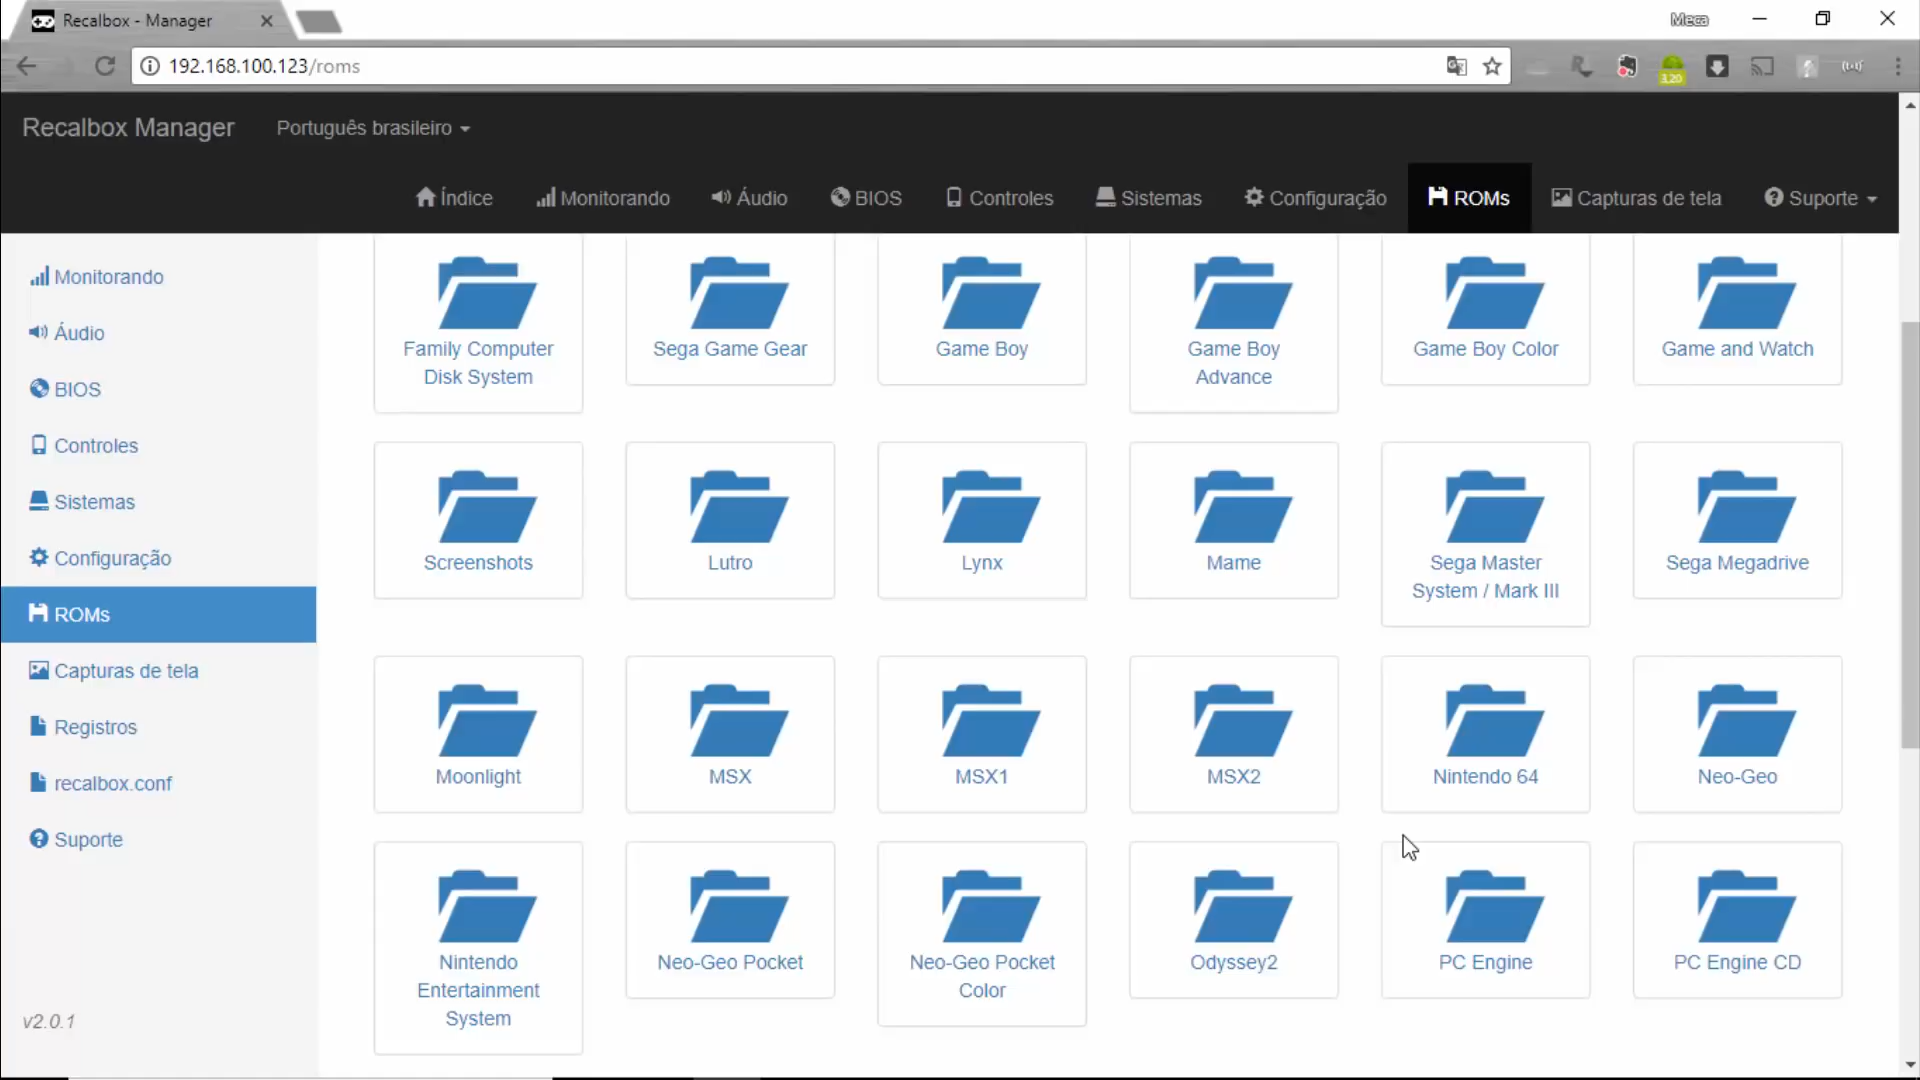 Recalbox - Manager
Meca
192.168.100.123/roms
3,20
Recalbox Manager
Português brasileiro
Índice
Monitorando
Áudio
BIOS
Controles
Sistemas
Configuração
ROMs
Capturas de tela
Suporte
Monitorando
Áudio
BIOS
Controles
Sistemas
Configuração
ROMs
Capturas de tela
Registros
recalbox.conf
Suporte
v2.0.1
Family Computer
Disk System
Sega Game Gear
Game Boy
Game Boy
Advance
Game Boy Color
Game and Watch
Screenshots
Lutro
Lynx
Mame
Sega Master
System / Mark III
Sega Megadrive
Moonlight
MSX
MSX1
MSX2
Nintendo 64
Neo-Geo
Nintendo
Entertainment
System
Neo-Geo Pocket
Neo-Geo Pocket
Color
Odyssey2
PC Engine
PC Engine CD